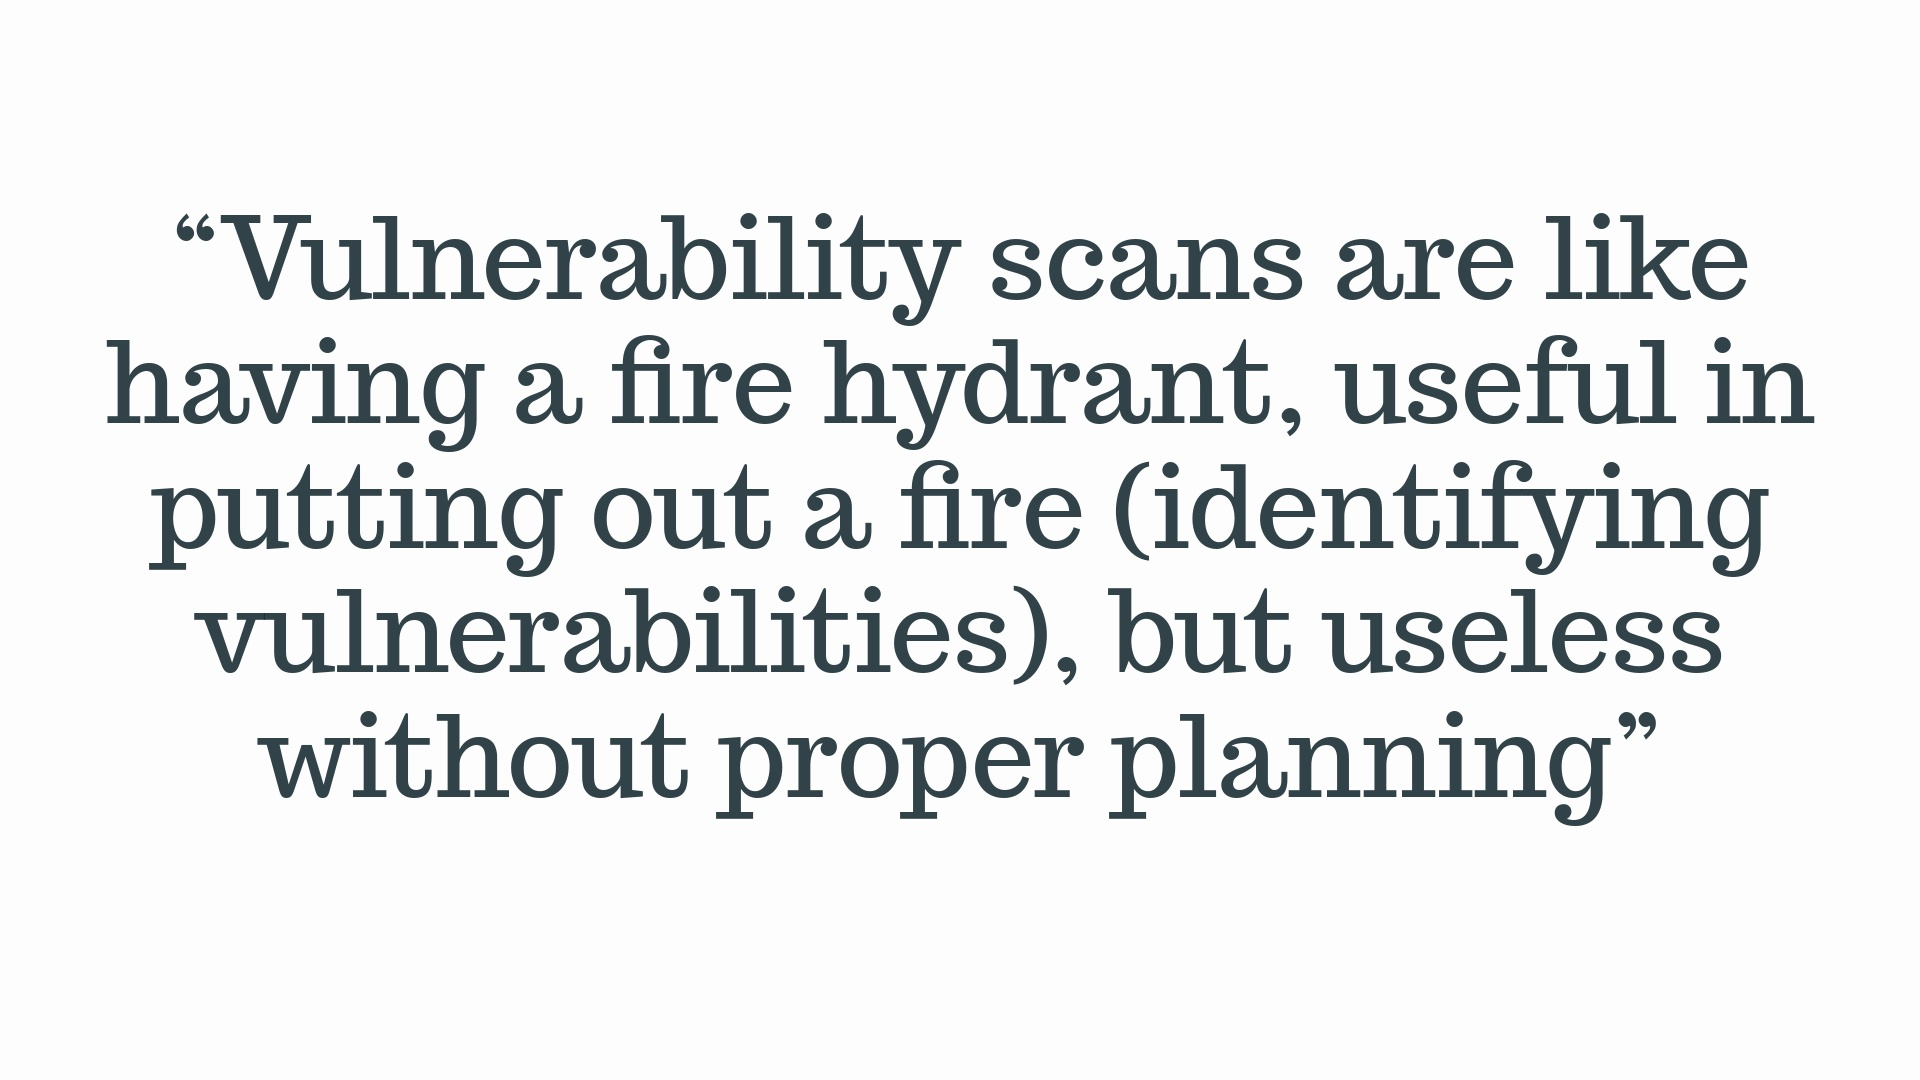 “Vulnerability scans are like
having a fire hydrant, useful in
putting out a fire (identifying
vulnerabilities), but useless
without proper planning”